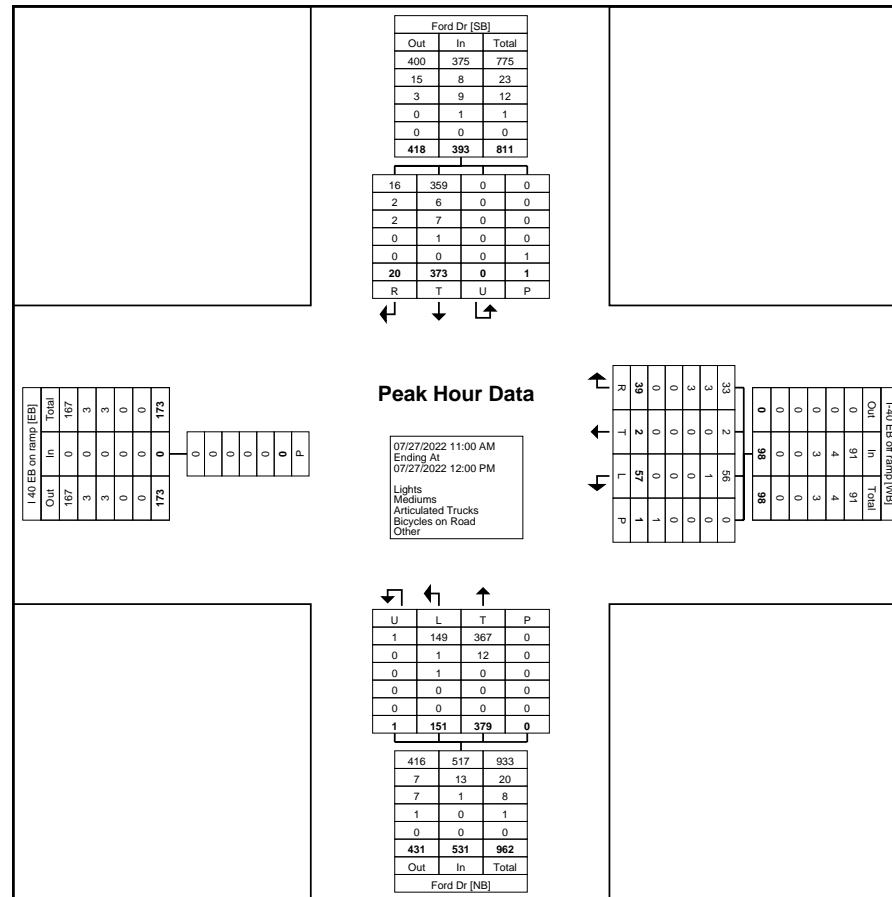 Ford Dr [SB]
Out In Total
400 375 775
15 8 23
3 9 12
0 1 1
0 0 0
418 393 811
16 359 0 0
2 6 0 0
2 7 0 0
0 1 0 0
0 0 0 1
20 373 0 1
R T U P
I 40 EB on ramp [EB]
Out In Total
167 0 167
3 0 3
3 0 3
0 0 0
0 0 0
173 0 173
0
0
0
0
0
0
P
Peak Hour Data
07/27/2022 11:00 AM
Ending At
07/27/2022 12:00 PM
Lights
Mediums
Articulated Trucks
Bicycles on Road
Other
I-40 EB off ramp [WB]
Out In Total
0 91 91
0 4 4
0 3 3
0 0 0
0 0 0
0 98 98
33 2 56 0
3 0 1 0
3 0 0 0
0 0 0 0
0 0 0 1
39 2 57 1
R T L P
U L T P
1 149 367 0
0 1 12 0
0 1 0 0
0 0 0 0
0 0 0 0
1 151 379 0
416 517 933
7 13 20
7 1 8
1 0 1
0 0 0
431 531 962
Out In Total
Ford Dr [NB]